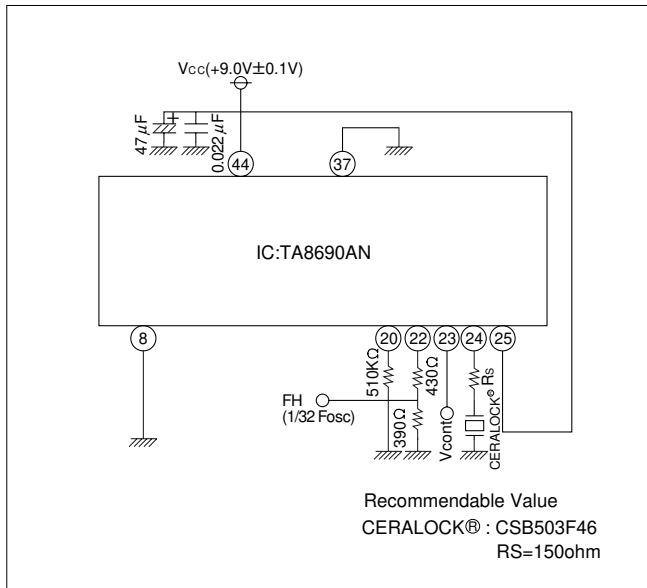 Vcc(+9.0V±0.1V)
+
47μF
0.022μF
44
37
IC:TA8690AN
8
20
22
23
24
25
510KΩ
430Ω
Rs
FH
(1/32 Fosc)
390Ω
Vcont
CERALOCK®
Recommendable Value
CERALOCK® : CSB503F46
RS=150ohm